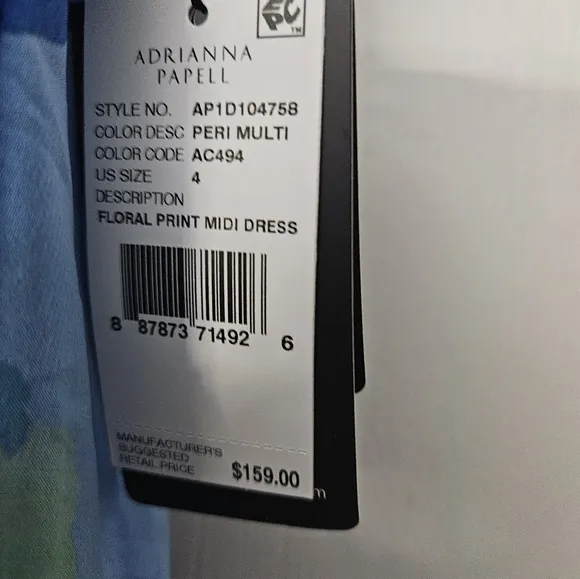 EPC™
ADRIANNA
PAPELL
STYLE NO. AP1D104758
COLOR DESC PERI MULTI
COLOR CODE AC494
US SIZE 4
DESCRIPTION
FLORAL PRINT MIDI DRESS
8 87873 71492 6
MANUFACTURER'S
SUGGESTED
RETAIL PRICE $159.00
m